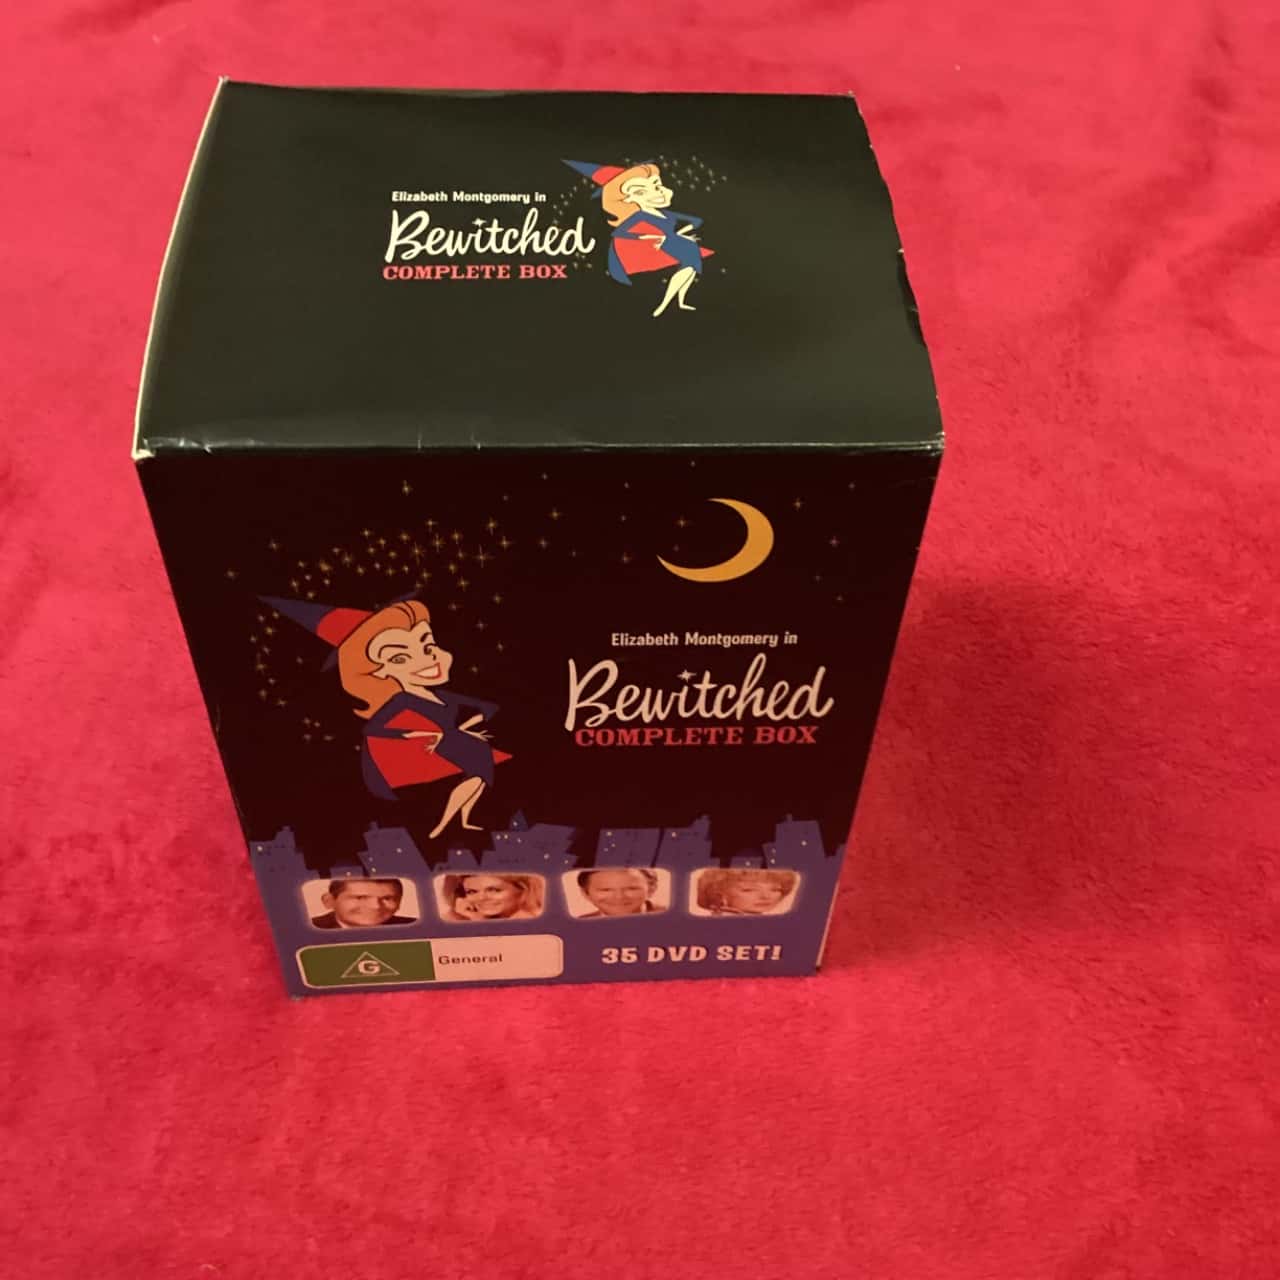 Elizabeth Montgomery in
Bewitched
COMPLETE BOX
Elizabeth Montgomery in
Bewitched
COMPLETE BOX
G
General
35 DVD SET!